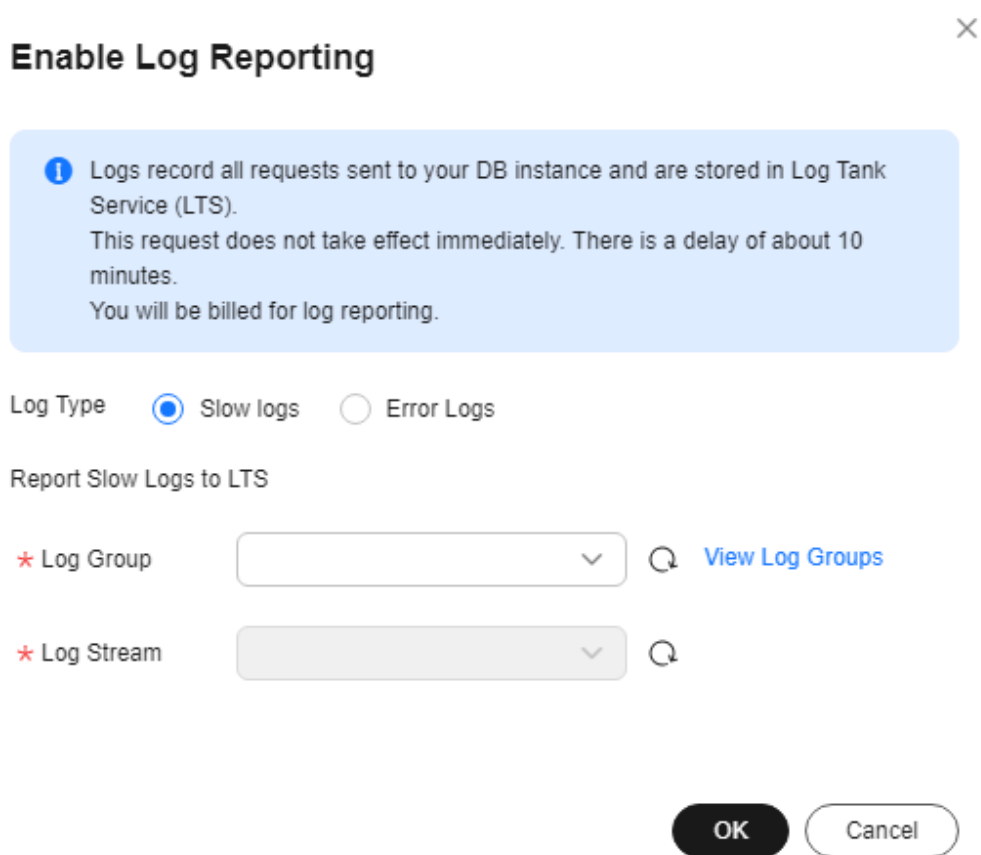 Enable Log Reporting
Logs record all requests sent to your DB instance and are stored in Log Tank
Service (LTS).
This request does not take effect immediately. There is a delay of about 10
minutes.
You will be billed for log reporting.
Log Type Slow logs Error Logs
Report Slow Logs to LTS
* Log Group View Log Groups
* Log Stream
OK Cancel